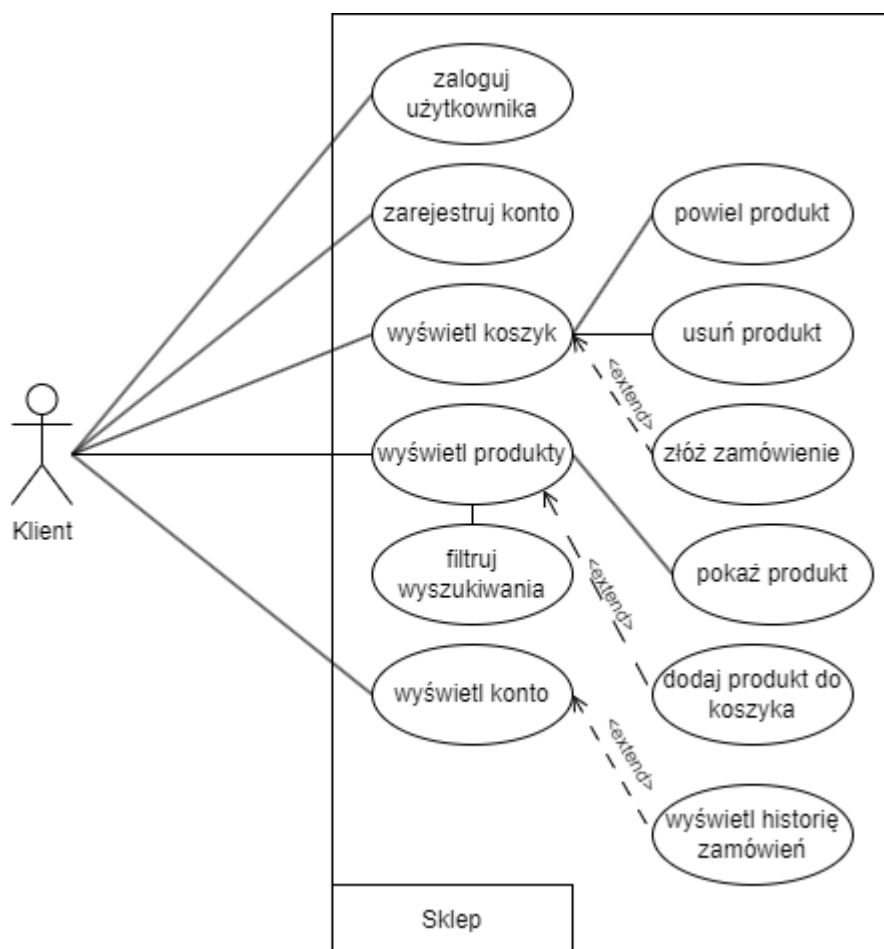 zaloguj
użytkownika
zarejestruj konto
powiel produkt
wyświetl koszyk
usuń produkt
<extend>
złóż zamówienie
wyświetl produkty
Klient
filtruj
wyszukiwania
<extend>
pokaż produkt
wyświetl konto
dodaj produkt do
koszyka
<extend>
wyświetl historię
zamówień
Sklep